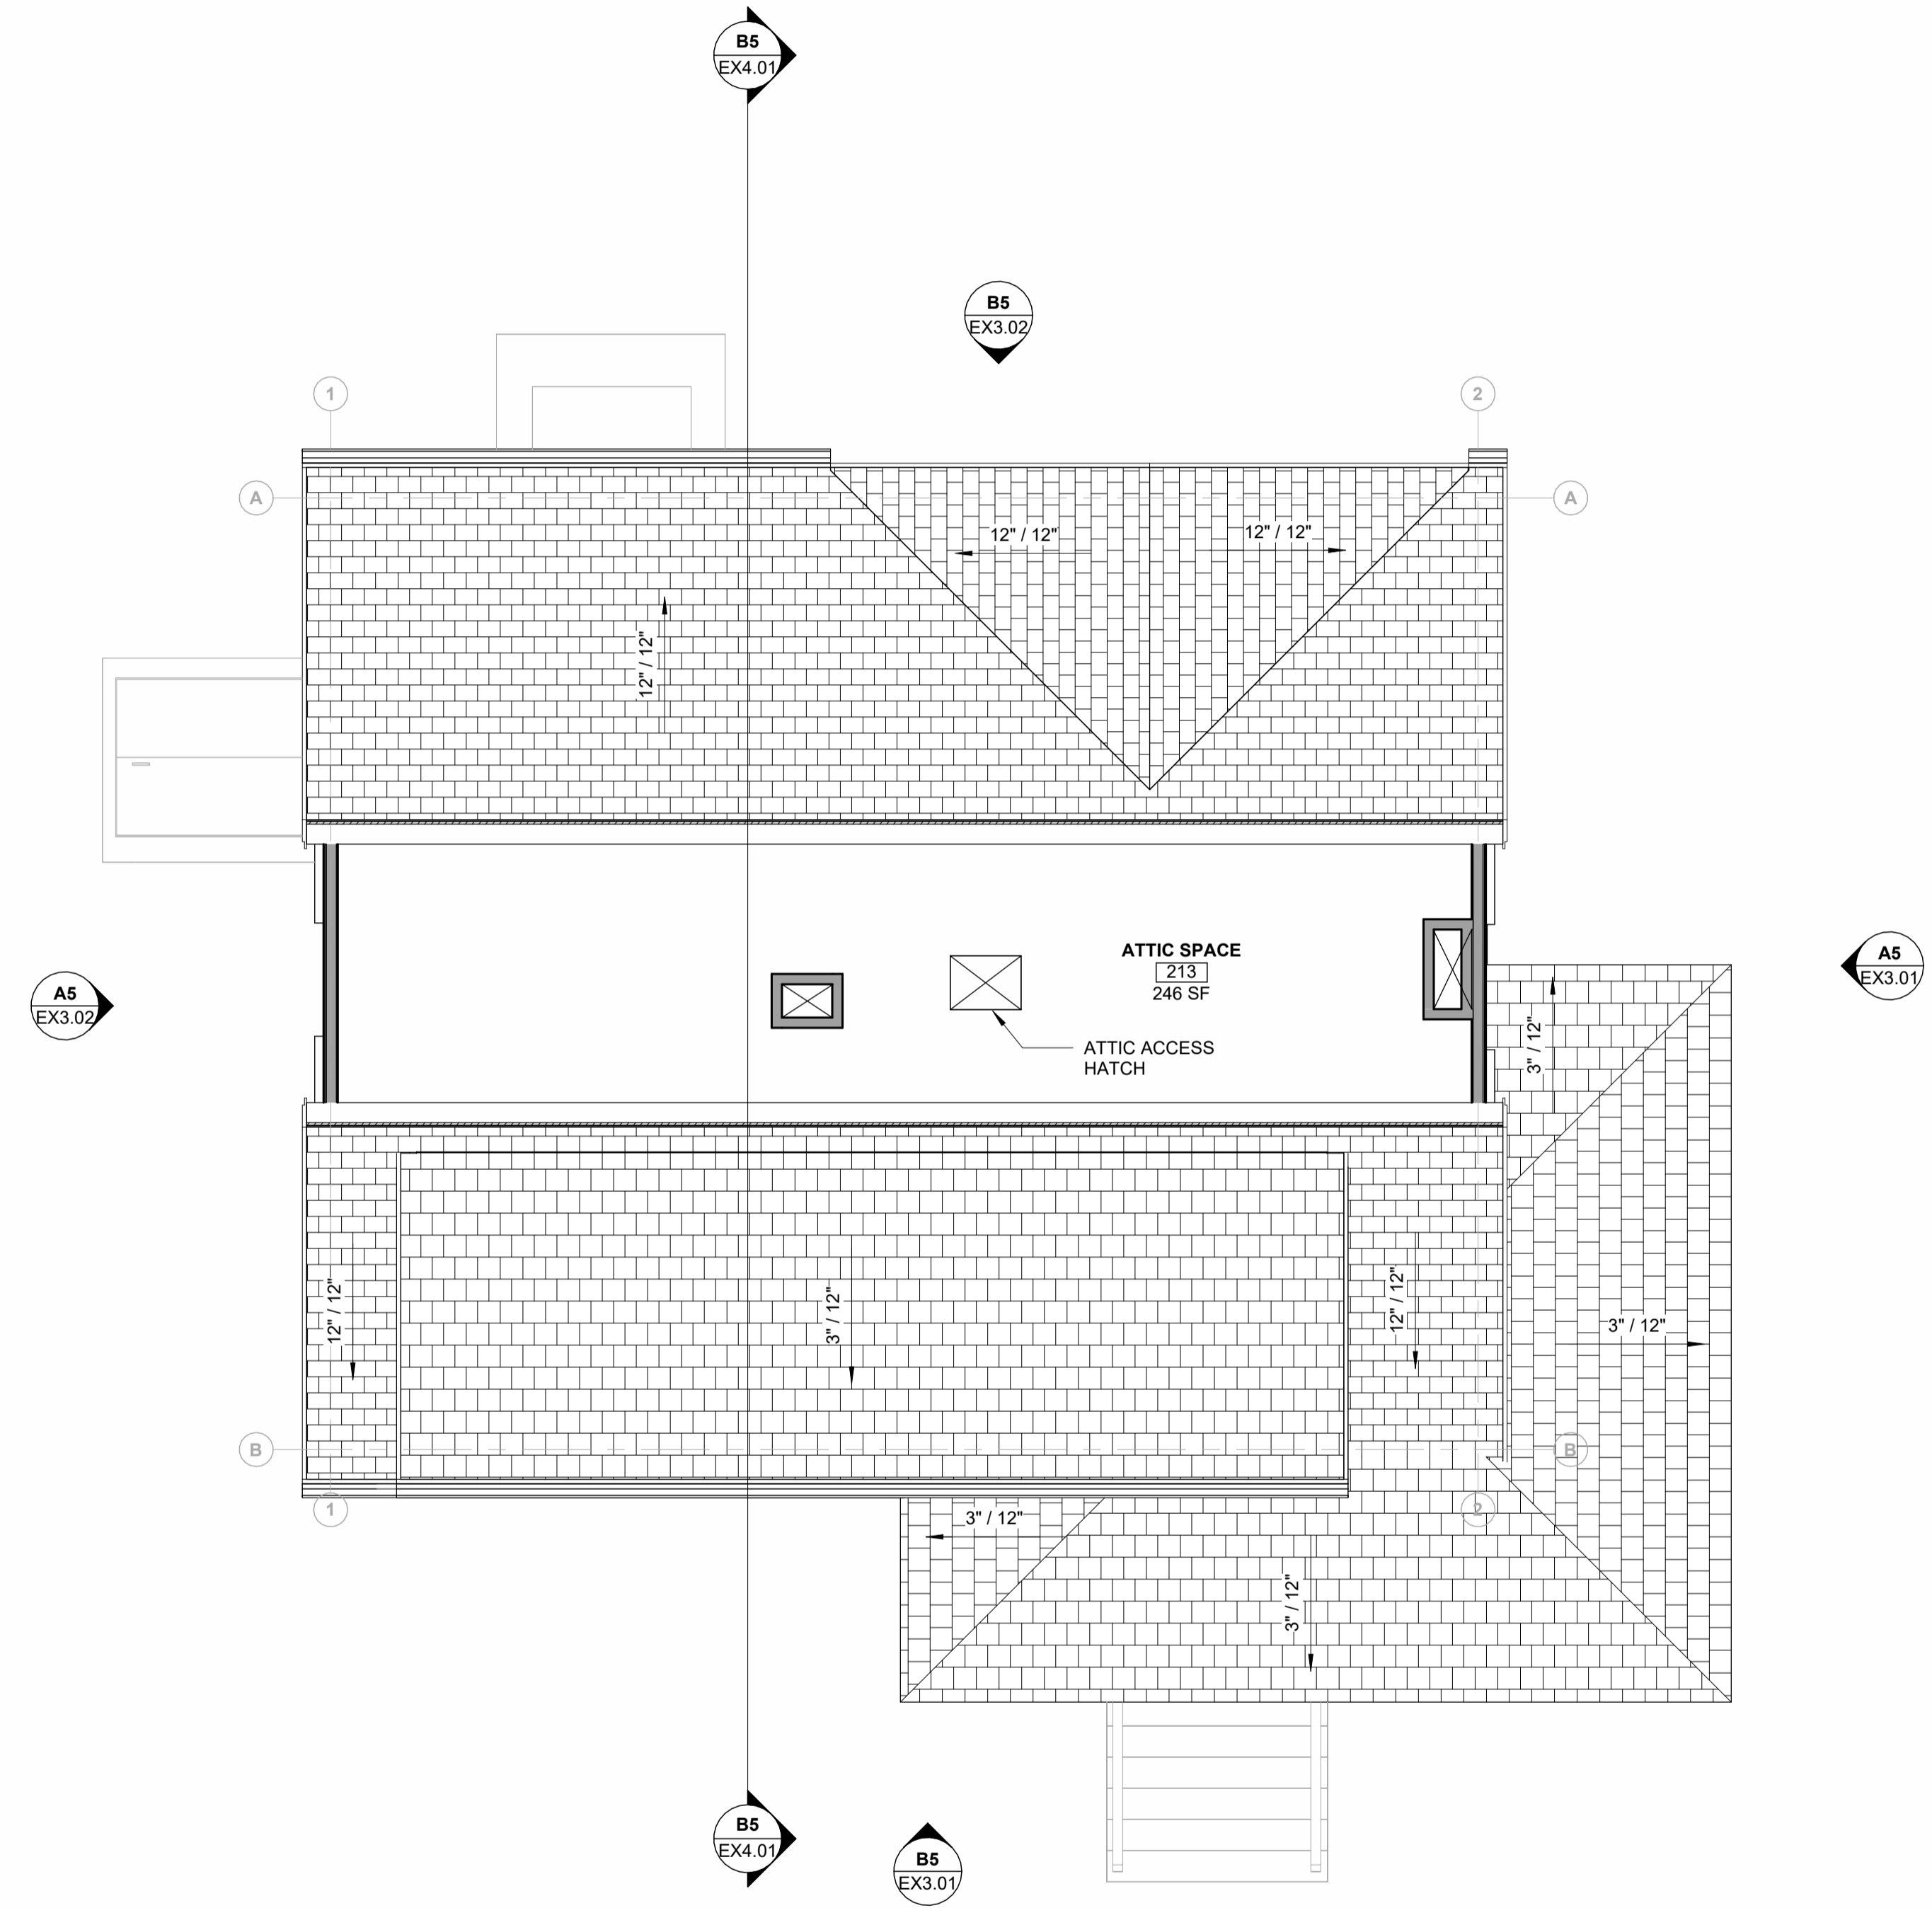 B5
EX4.01
B5
EX3.02
1
2
A
A
12" / 12"
12" / 12"
12" / 12"
ATTIC SPACE
213
246 SF
A5
EX3.01
A5
EX3.02
ATTIC ACCESS
HATCH
3" / 12"
12" / 12"
3" / 12"
12" / 12"
3" / 12"
B
B
1
2
3" / 12"
3" / 12"
B5
EX4.01
B5
EX3.01